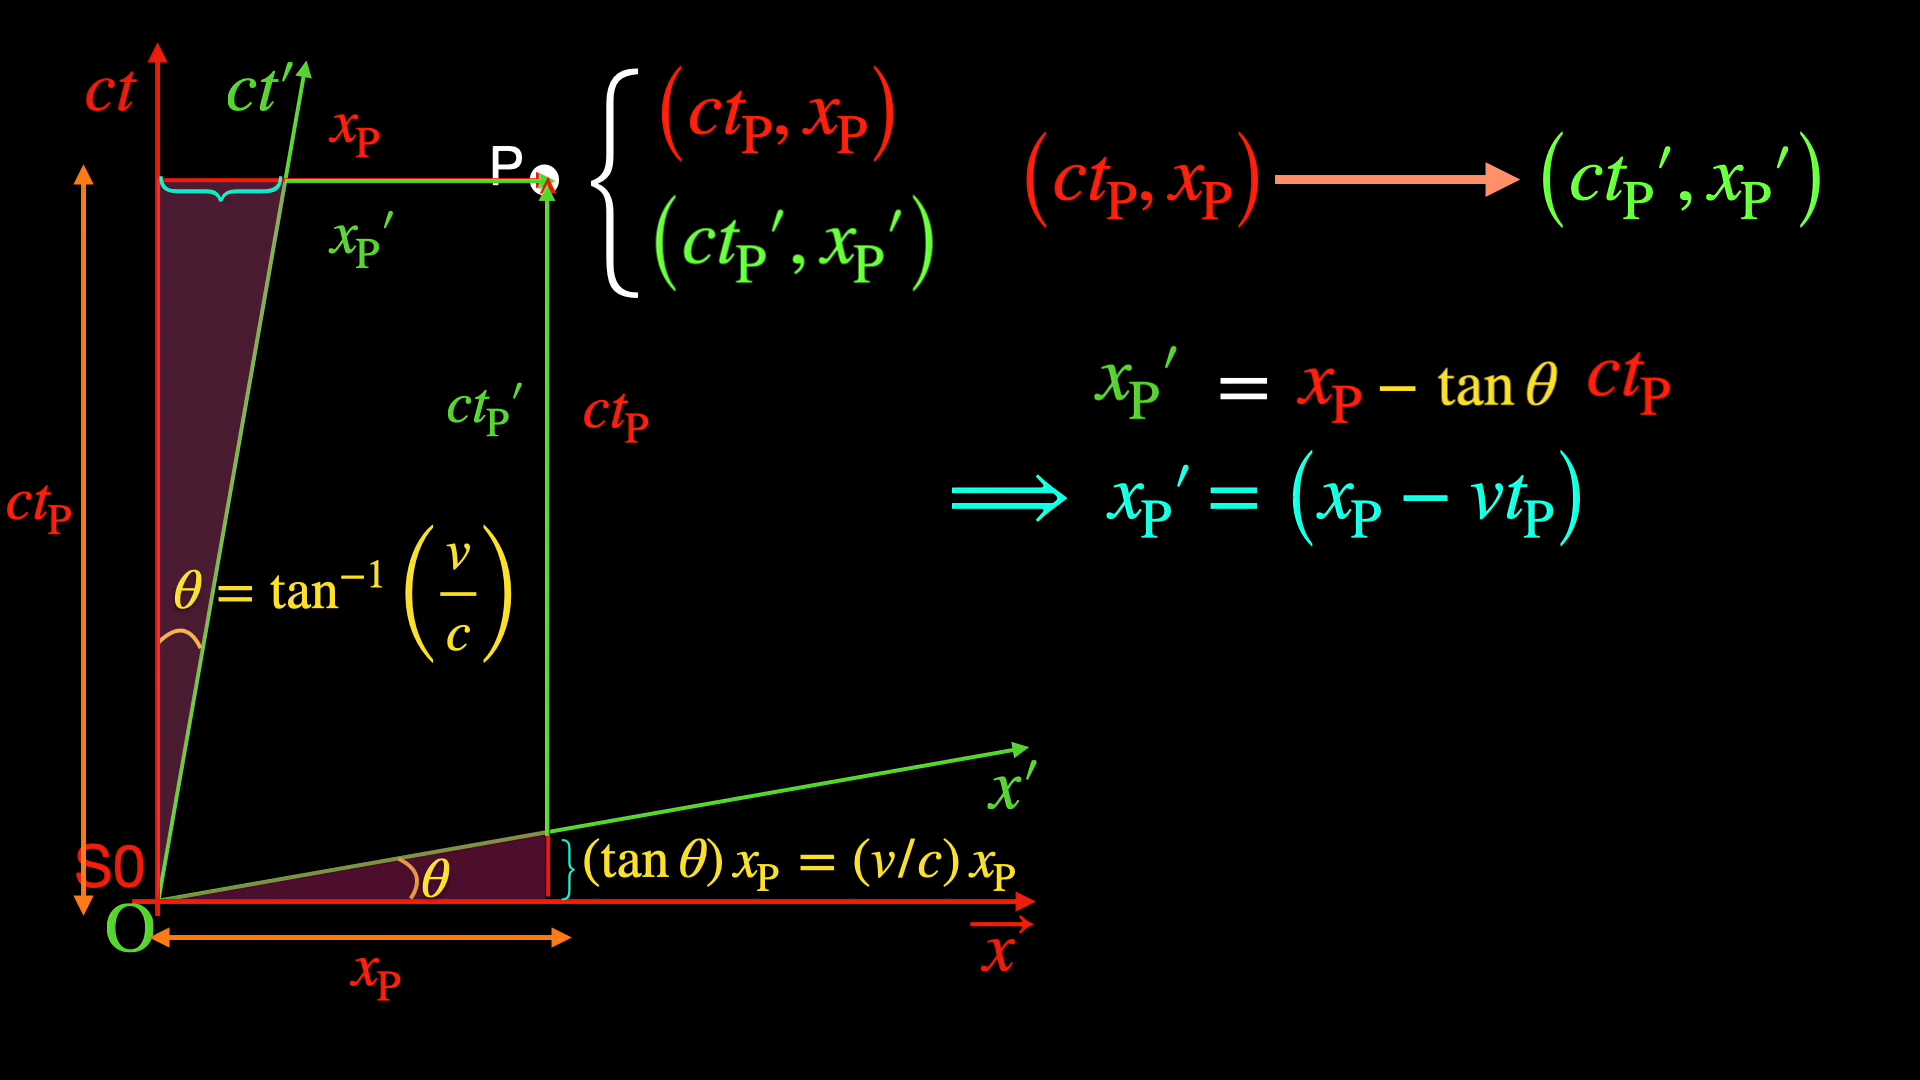 ct
ct′
x_P
P
(ct_P, x_P)
(ct_P′, x_P′)
(ct_P, x_P) → (ct_P′, x_P′)
x_P′
x_P′ = x_P − tan θ ct_P
⟹ x_P′ = (x_P − vt_P)
ct_P′
ct_P
ct_P
θ = tan⁻¹ (v/c)
x′
S0
θ
(tan θ) x_P = (v/c) x_P
O
x⃗
x_P